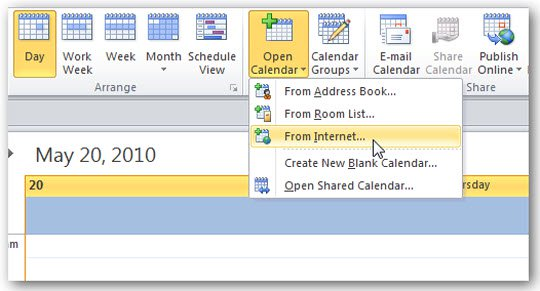 Day
Work
Week
Week
Month
Schedule
View
Open
Calendar
Calendar
Groups
E-mail
Calendar
Share
Calendar
Publish
Online
Arrange
Share
From Address Book...
From Room List...
From Internet...
Create New Blank Calendar...
Open Shared Calendar...
May 20, 2010
20
rsday
am